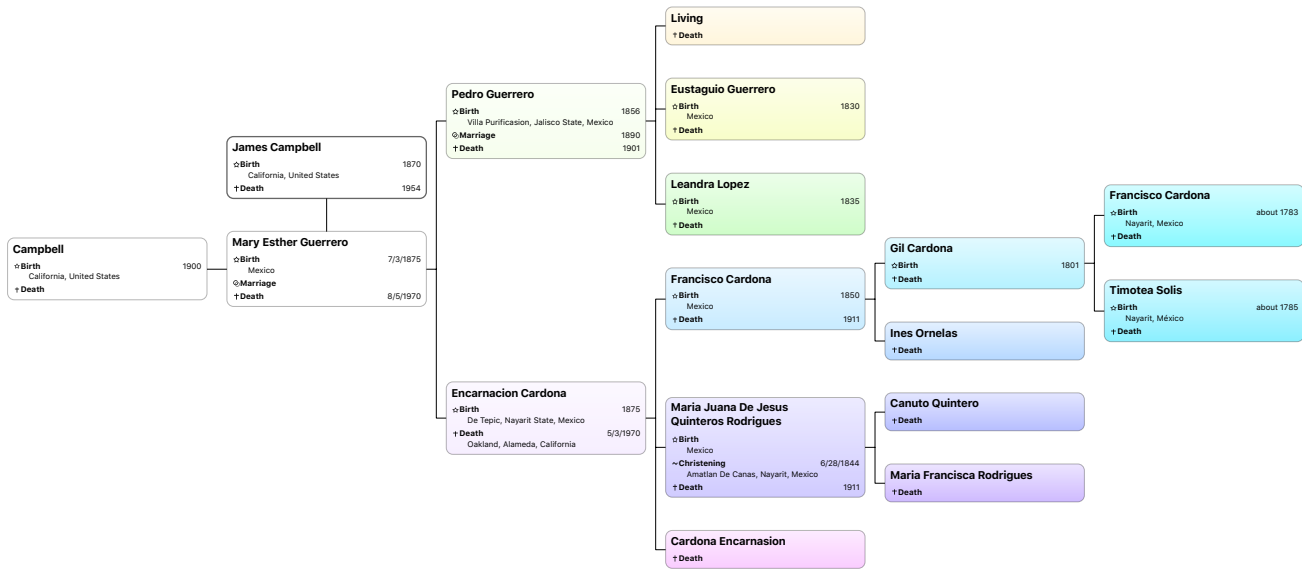 Campbell
☆Birth 1900
California, United States
†Death
James Campbell
☆Birth 1870
California, United States
†Death 1954
Mary Esther Guerrero
☆Birth 7/3/1875
Mexico
⚭Marriage
†Death 8/5/1970
Pedro Guerrero
☆Birth 1856
Villa Purificasion, Jalisco State, Mexico
⚭Marriage 1890
†Death 1901
Encarnacion Cardona
☆Birth 1875
De Tepic, Nayarit State, Mexico
†Death 5/3/1970
Oakland, Alameda, California
Living
†Death
Eustaguio Guerrero
☆Birth 1830
Mexico
†Death
Leandra Lopez
☆Birth 1835
Mexico
†Death
Francisco Cardona
☆Birth 1850
Mexico
†Death 1911
Maria Juana De Jesus
Quinteros Rodrigues
☆Birth
Mexico
~Christening 6/28/1844
Amatlan De Canas, Nayarit, Mexico
†Death 1911
Cardona Encarnasion
†Death
Gil Cardona
☆Birth 1801
†Death
Ines Ornelas
†Death
Canuto Quintero
†Death
Maria Francisca Rodrigues
†Death
Francisco Cardona
☆Birth about 1783
Nayarit, Mexico
†Death
Timotea Solis
☆Birth about 1785
Nayarit, México
†Death